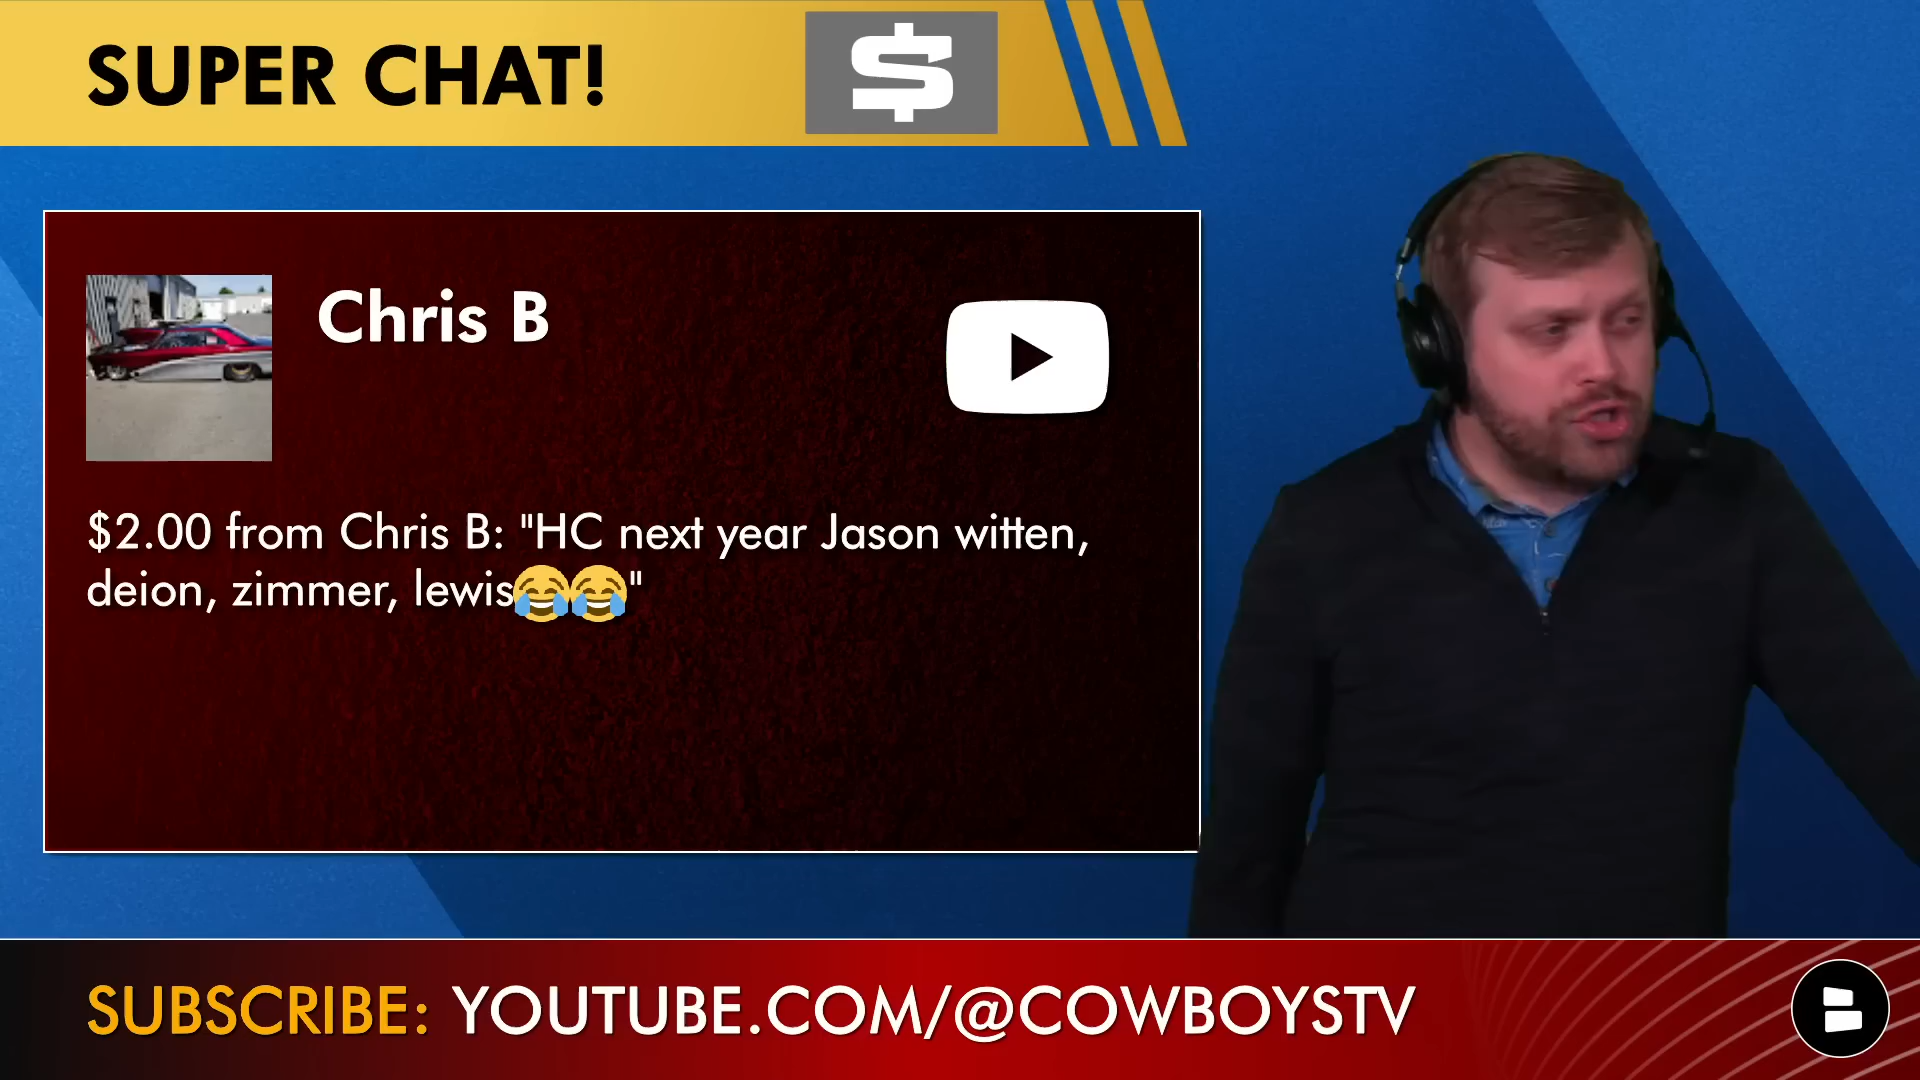 SUPER CHAT!
$
Chris B
$2.00 from Chris B: "HC next year Jason witten,
deion, zimmer, lewis😂😂"
SUBSCRIBE: YOUTUBE.COM/@COWBOYSTV